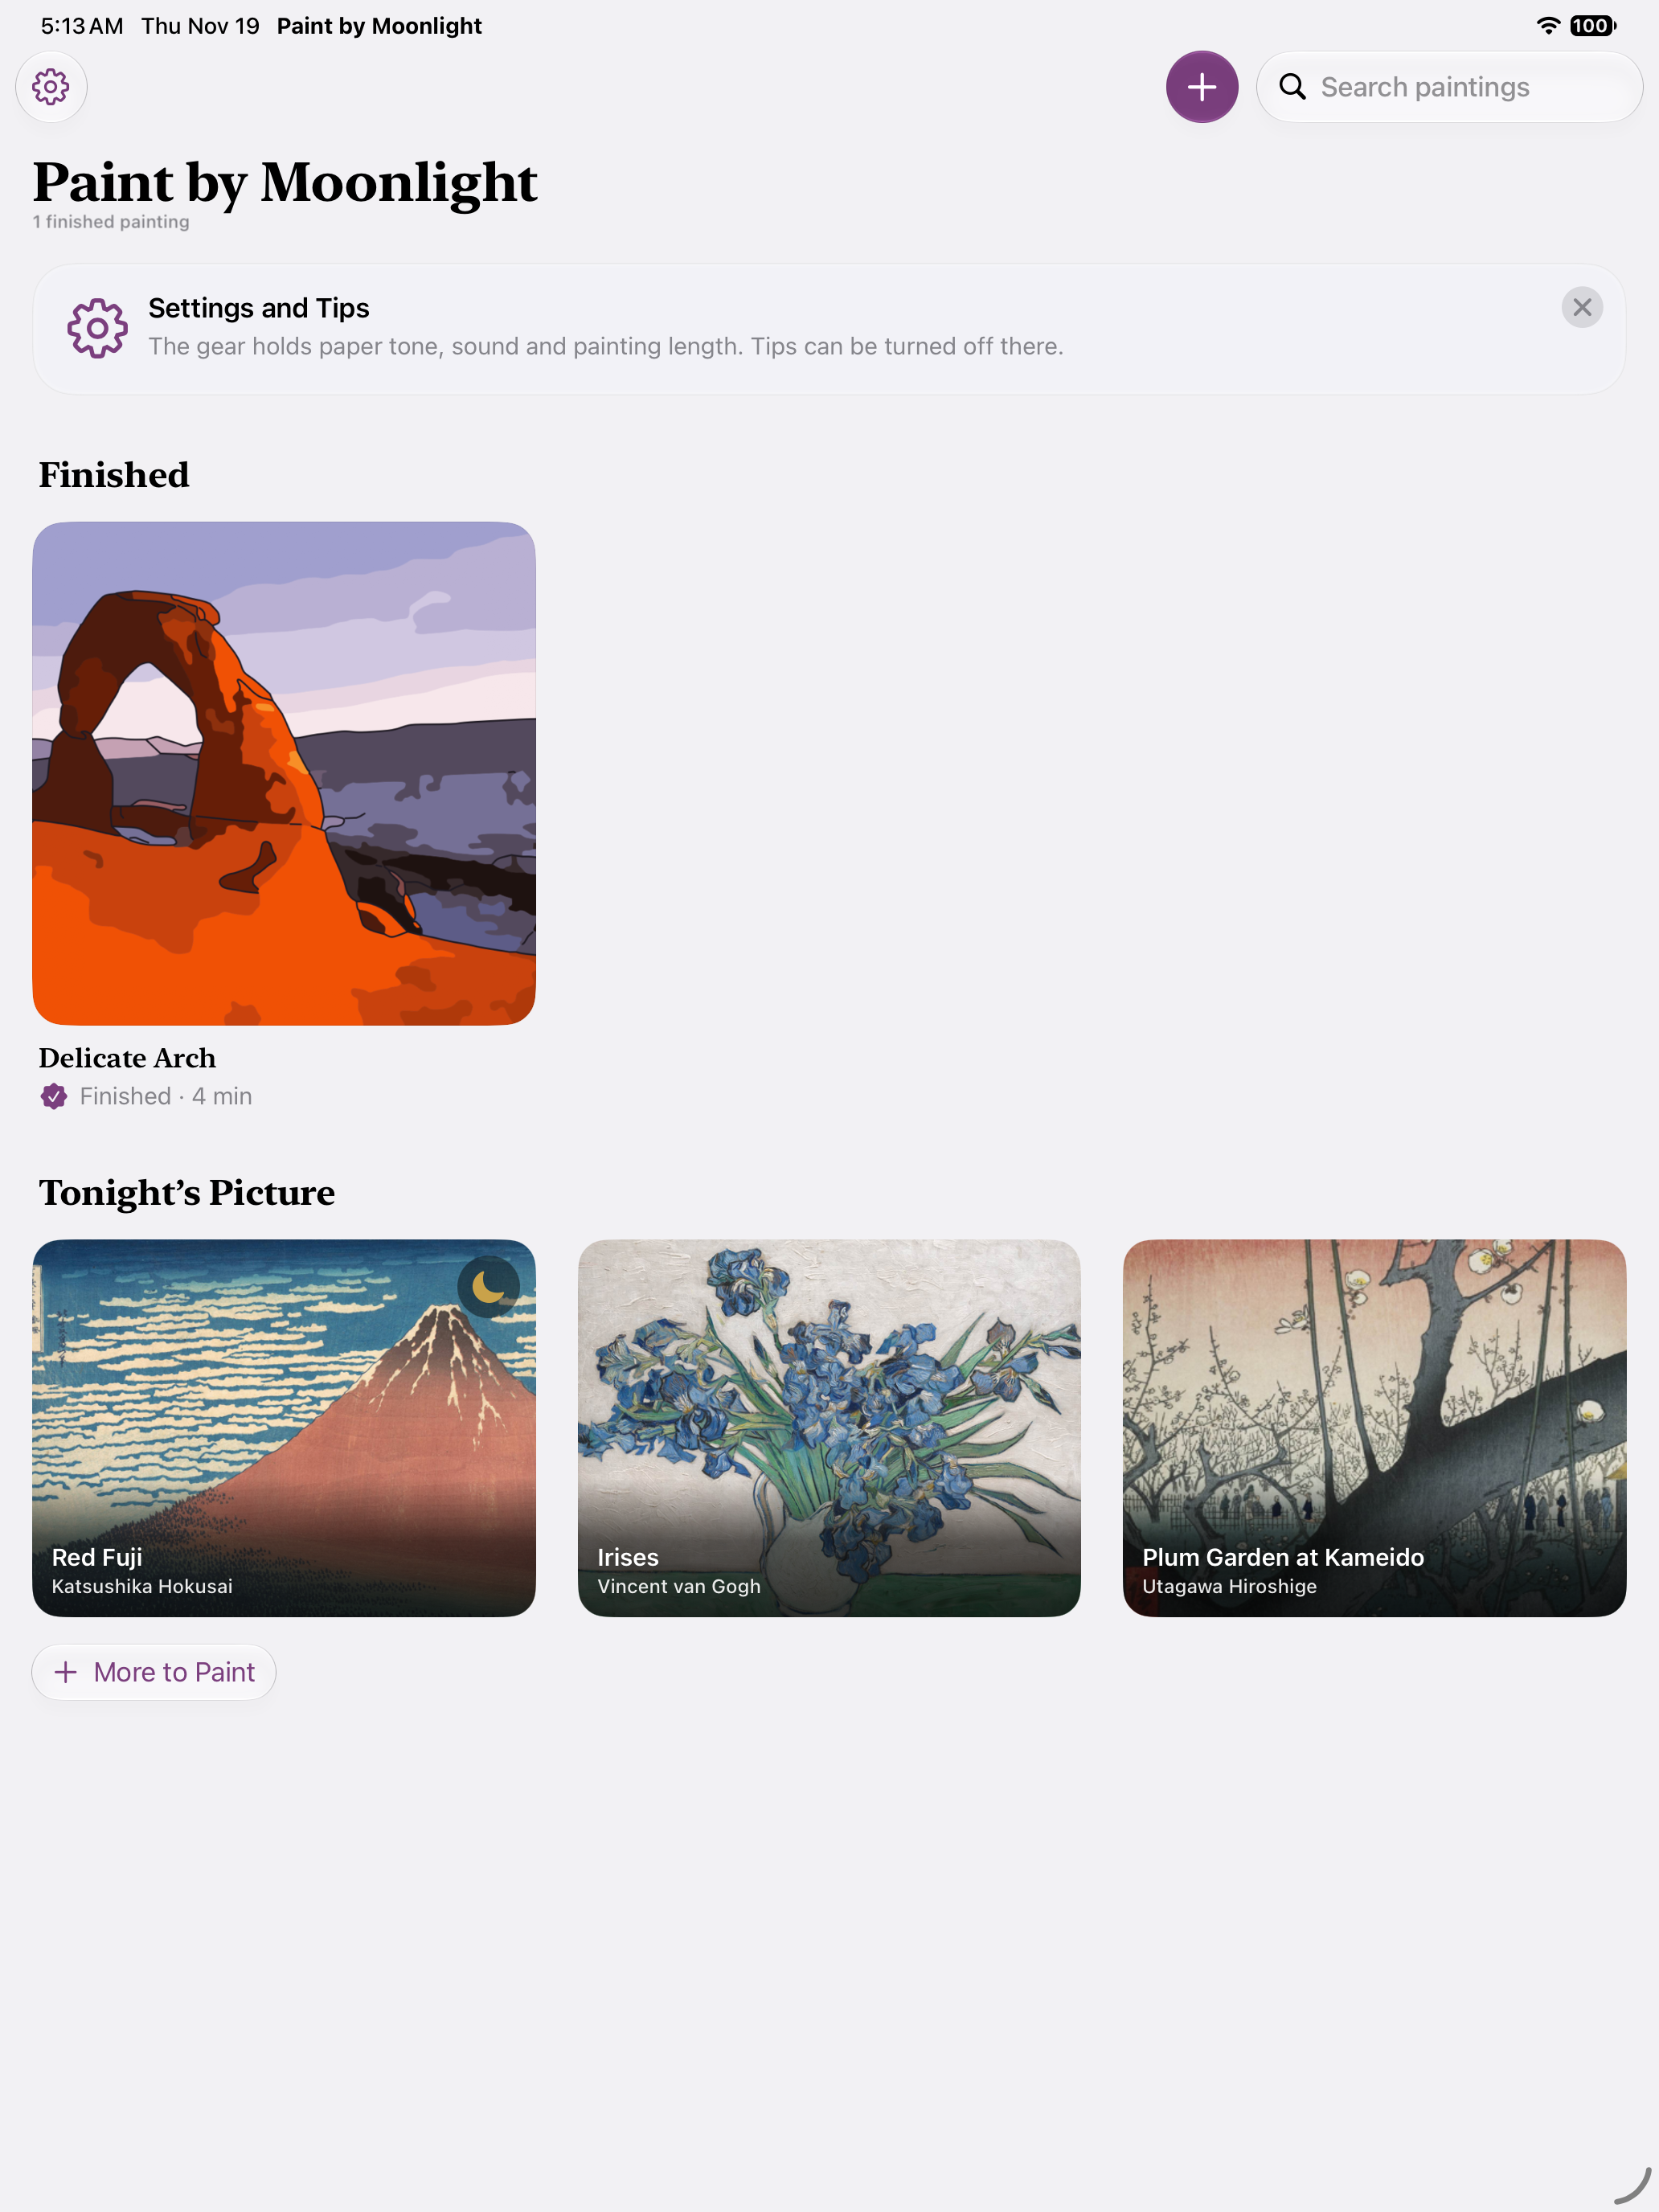 5:13 AM Thu Nov 19 Paint by Moonlight
100
Search paintings
Paint by Moonlight
1 finished painting
Settings and Tips
The gear holds paper tone, sound and painting length. Tips can be turned off there.
Finished
Delicate Arch
Finished · 4 min
Tonight’s Picture
Red Fuji
Katsushika Hokusai
Irises
Vincent van Gogh
Plum Garden at Kameido
Utagawa Hiroshige
More to Paint